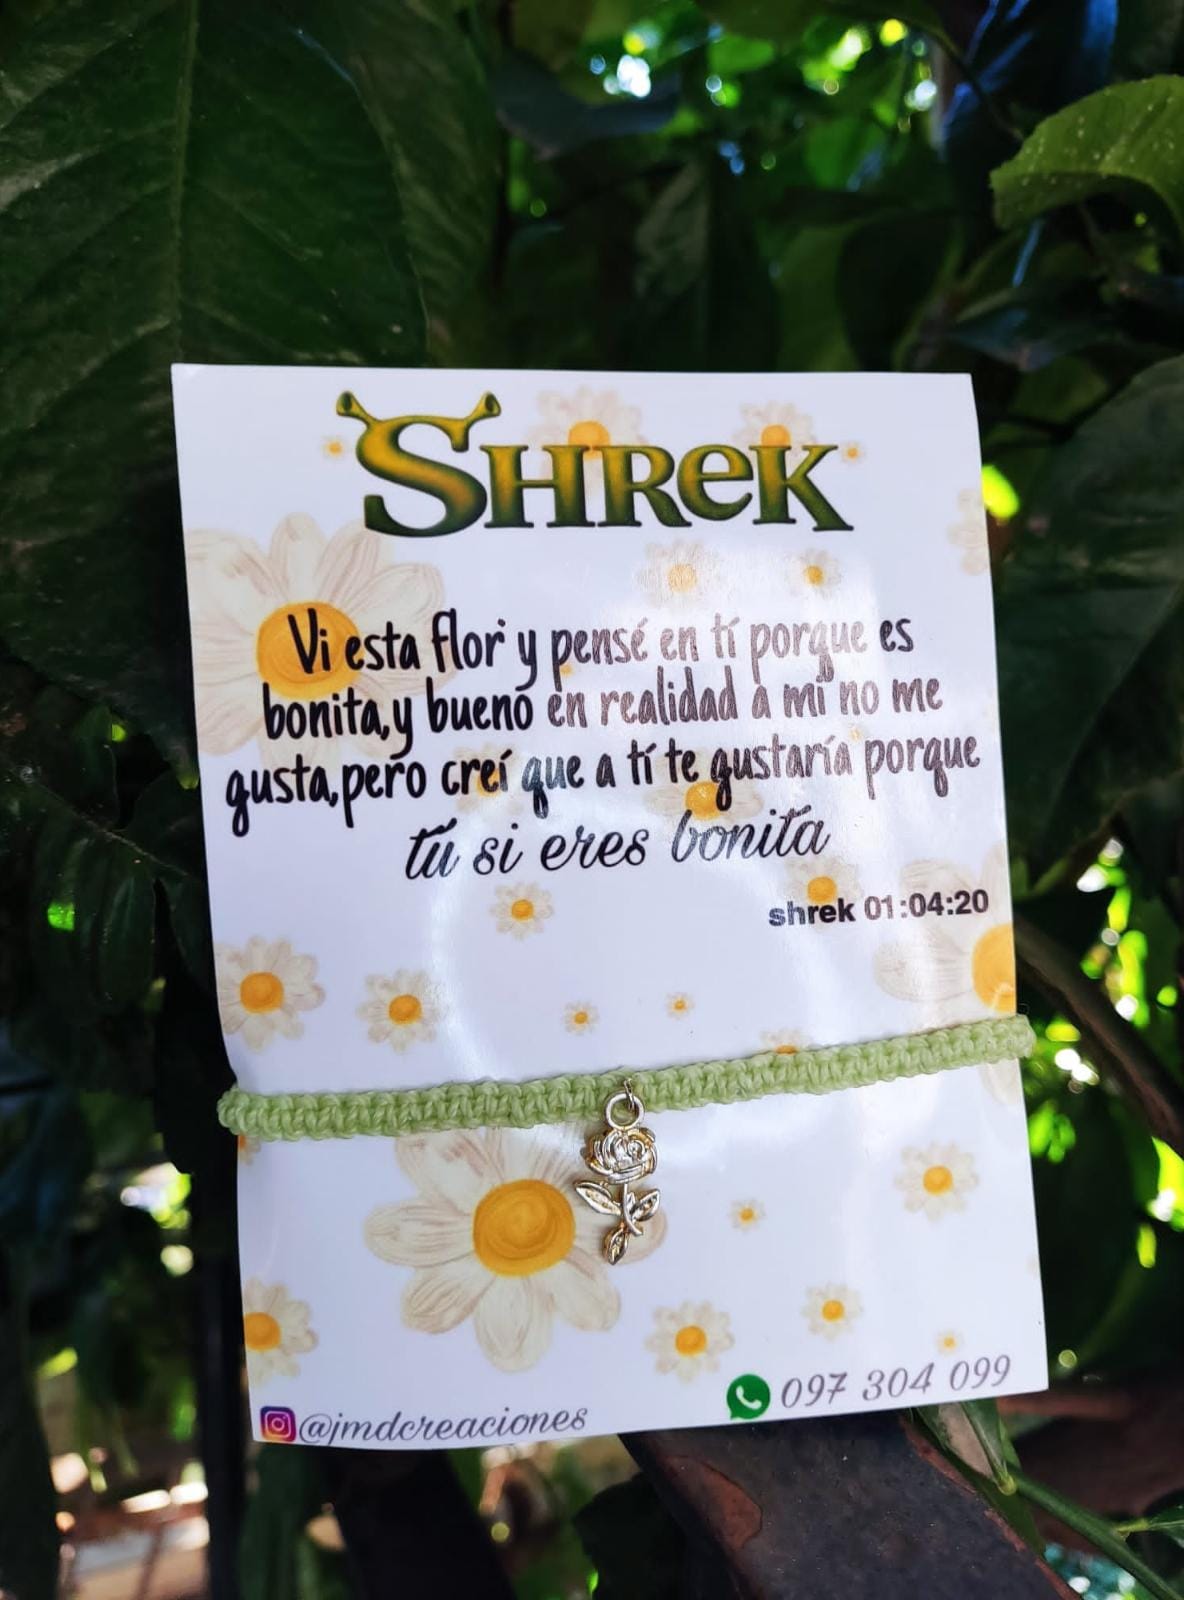 SHReK
Vi esta flor y pensé en tí porque es
bonita,y bueno en realidad a mí no me
gusta,pero creí que a tí te gustaría porque
tú si eres bonita
shrek 01:04:20
@jmdcreaciones
097 304 099